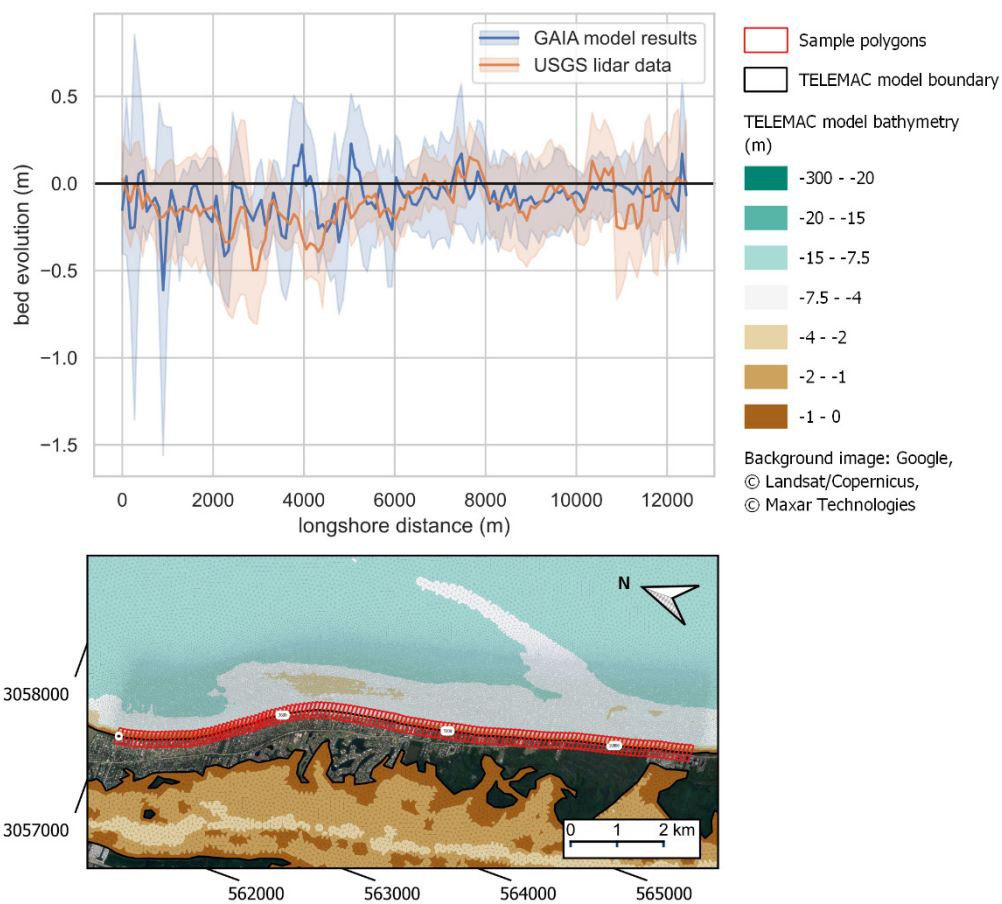 GAIA model results
USGS lidar data
0.5
0.0
−0.5
−1.0
−1.5
bed evolution (m)
0 2000 4000 6000 8000 10000 12000
longshore distance (m)
Sample polygons
TELEMAC model boundary
TELEMAC model bathymetry
(m)
-300 - -20
-20 - -15
-15 - -7.5
-7.5 - -4
-4 - -2
-2 - -1
-1 - 0
Background image: Google,
© Landsat/Copernicus,
© Maxar Technologies
N
3058000
3057000
0 1 2 km
562000 563000 564000 565000